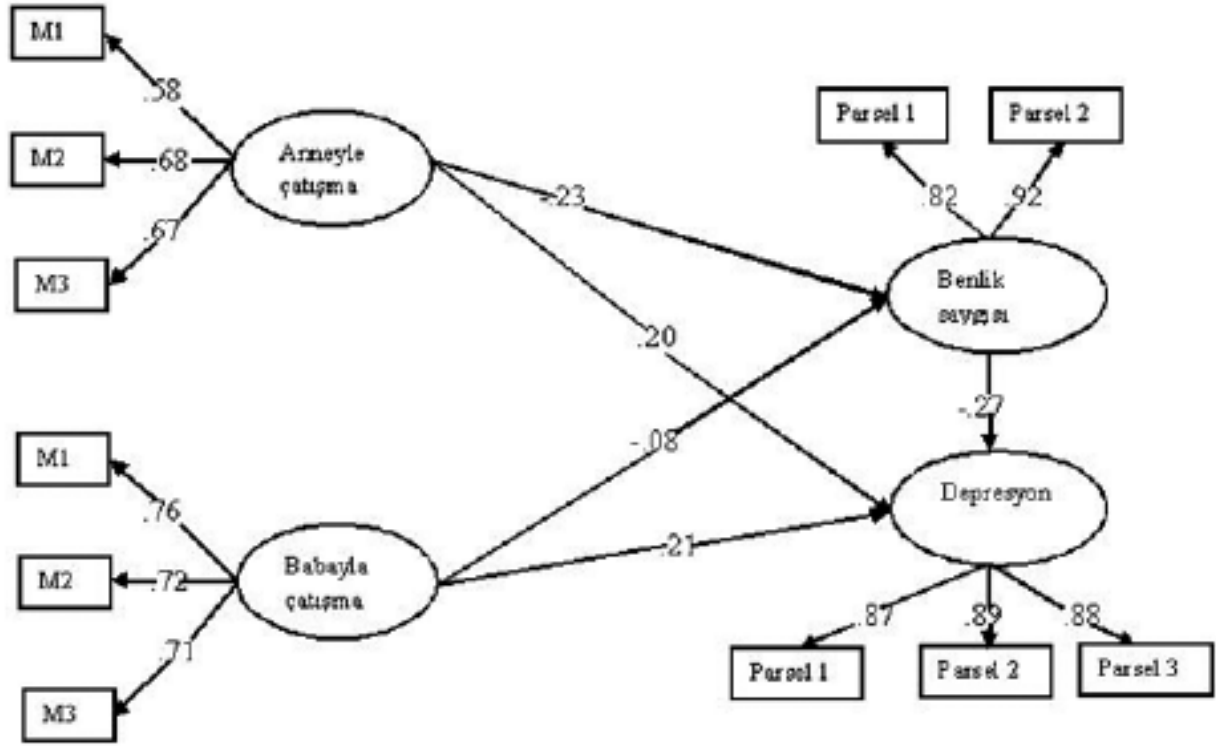 M1
.58
M2
.68
Anneyle
çatışma
.67
M3
Parsel 1
Parsel 2
.82
.92
-.23
Benlik
saygısı
.20
-.27
-.08
Depresyon
M1
.76
M2
.72
Babayla
çatışma
.21
.71
M3
.87
.89
.88
Parsel 1
Parsel 2
Parsel 3